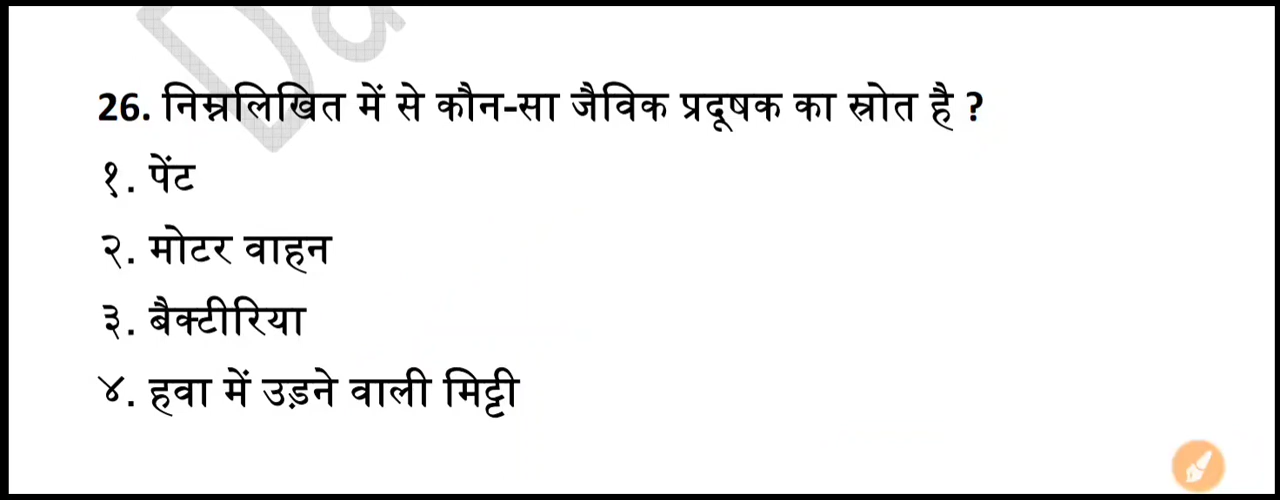 26. निम्नलिखित में से कौन-सा जैविक प्रदूषक का स्रोत है ?
१. पेंट
२. मोटर वाहन
३. बैक्टीरिया
४. हवा में उड़ने वाली मिट्टी